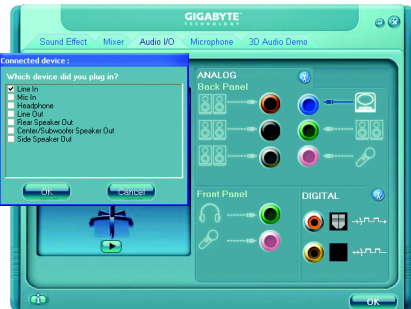 GIGABYTE
TECHNOLOGY
Sound Effect Mixer Audio I/O Microphone 3D Audio Demo
Connected device :
Which device did you plug in?
Line In
Mic In
Headphone
Line Out
Rear Speaker Out
Center/Subwoofer Speaker Out
Side Speaker Out
OK Cancel
ANALOG
Back Panel
Front Panel
DIGITAL
OK